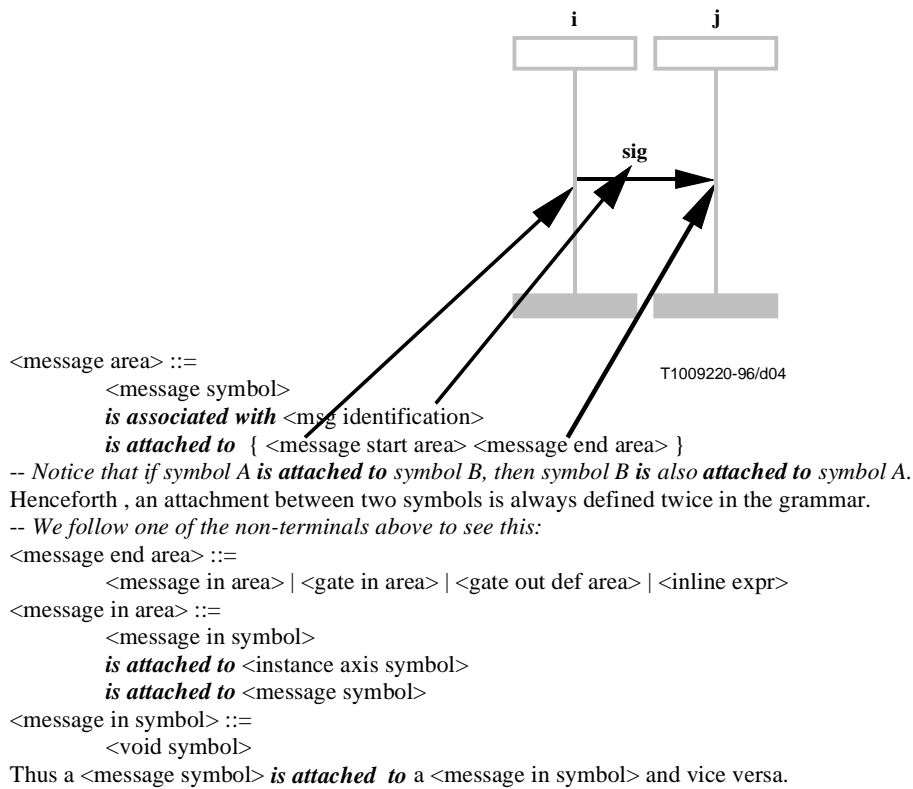 i j
sig
T1009220-96/d04
<message area> ::=
<message symbol>
is associated with <msg identification>
is attached to { <message start area> <message end area> }
-- Notice that if symbol A is attached to symbol B, then symbol B is also attached to symbol A.
Henceforth , an attachment between two symbols is always defined twice in the grammar.
-- We follow one of the non-terminals above to see this:
<message end area> ::=
<message in area> | <gate in area> | <gate out def area> | <inline expr>
<message in area> ::=
<message in symbol>
is attached to <instance axis symbol>
is attached to <message symbol>
<message in symbol> ::=
<void symbol>
Thus a <message symbol> is attached to a <message in symbol> and vice versa.